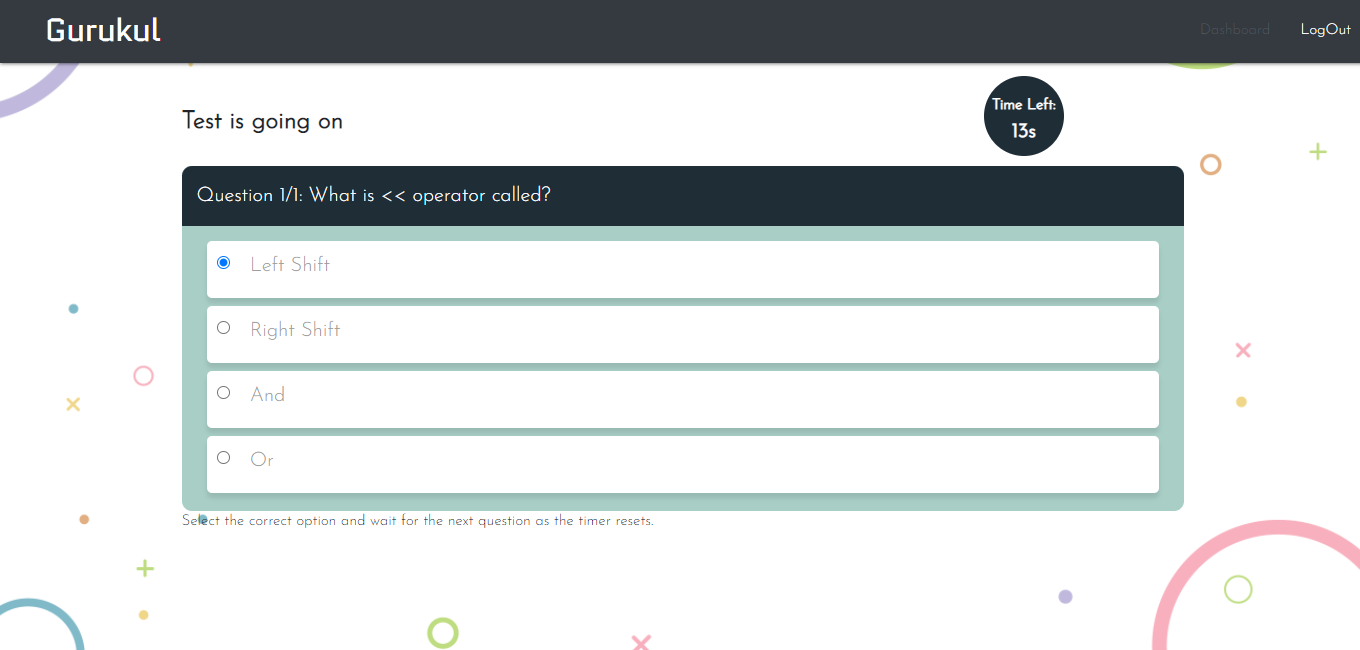 Gurukul
Dashboard
LogOut
Time Left:
13s
Test is going on
Question 1/1: What is << operator called?
Left Shift
Right Shift
And
Or
Select the correct option and wait for the next question as the timer resets.